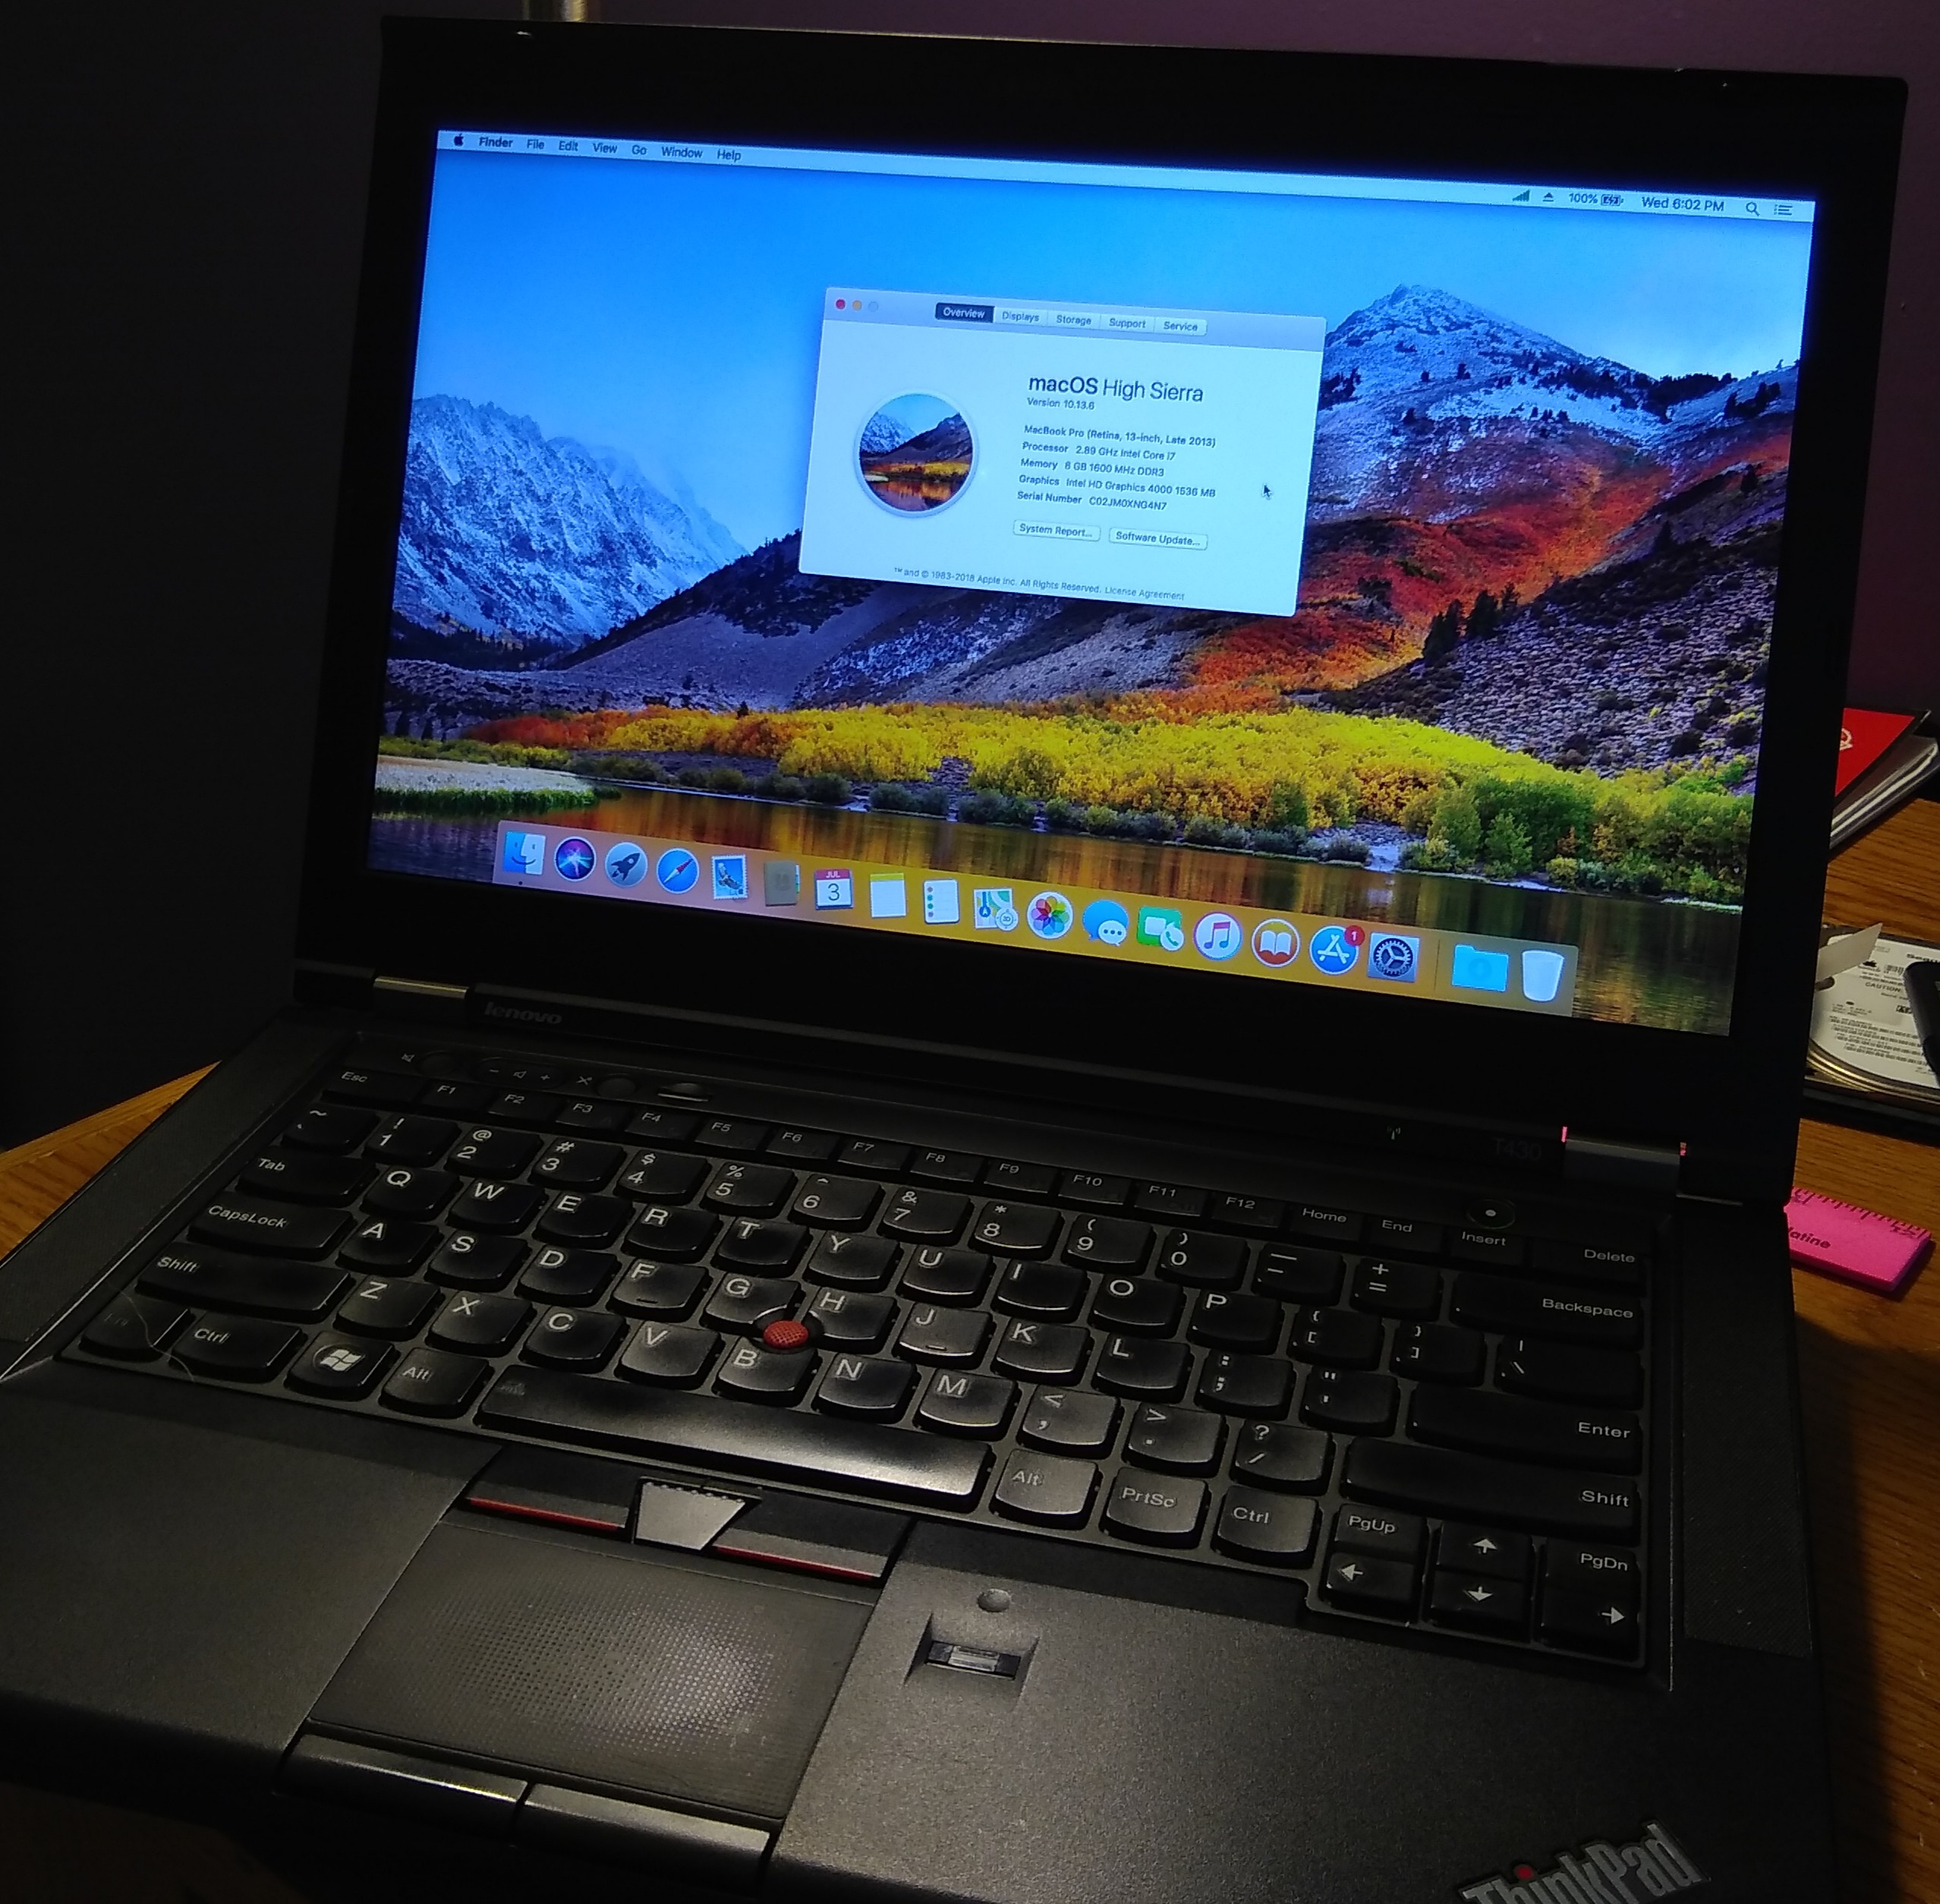 Finder File Edit View Go Window Help
100% Wed 6:02 PM
Overview Displays Storage Support Service
macOS High Sierra
Version 10.13.6
MacBook Pro (Retina, 13-inch, Late 2013)
Processor 2.89 GHz Intel Core i7
Memory 8 GB 1600 MHz DDR3
Graphics Intel HD Graphics 4000 1536 MB
Serial Number C02JM0XNG4N7
System Report... Software Update...
™ and © 1983-2018 Apple Inc. All Rights Reserved. License Agreement
JUL
3
1
lenovo
T430
Esc F1 F2 F3 F4 F5 F6 F7 F8 F9 F10 F11 F12 Home End Insert Delete
~ ! 1 @ 2 # 3 $ 4 % 5 ^ 6 & 7 * 8 ( 9 ) 0 _ - + = Backspace
Tab Q W E R T Y U I O P { [ } ] | \
CapsLock A S D F G H J K L : ; " ' Enter
Shift Z X C V B N M < , > . ? / Shift
Ctrl Alt Alt PrtSc Ctrl PgUp PgDn
ThinkPad
CAUTION: